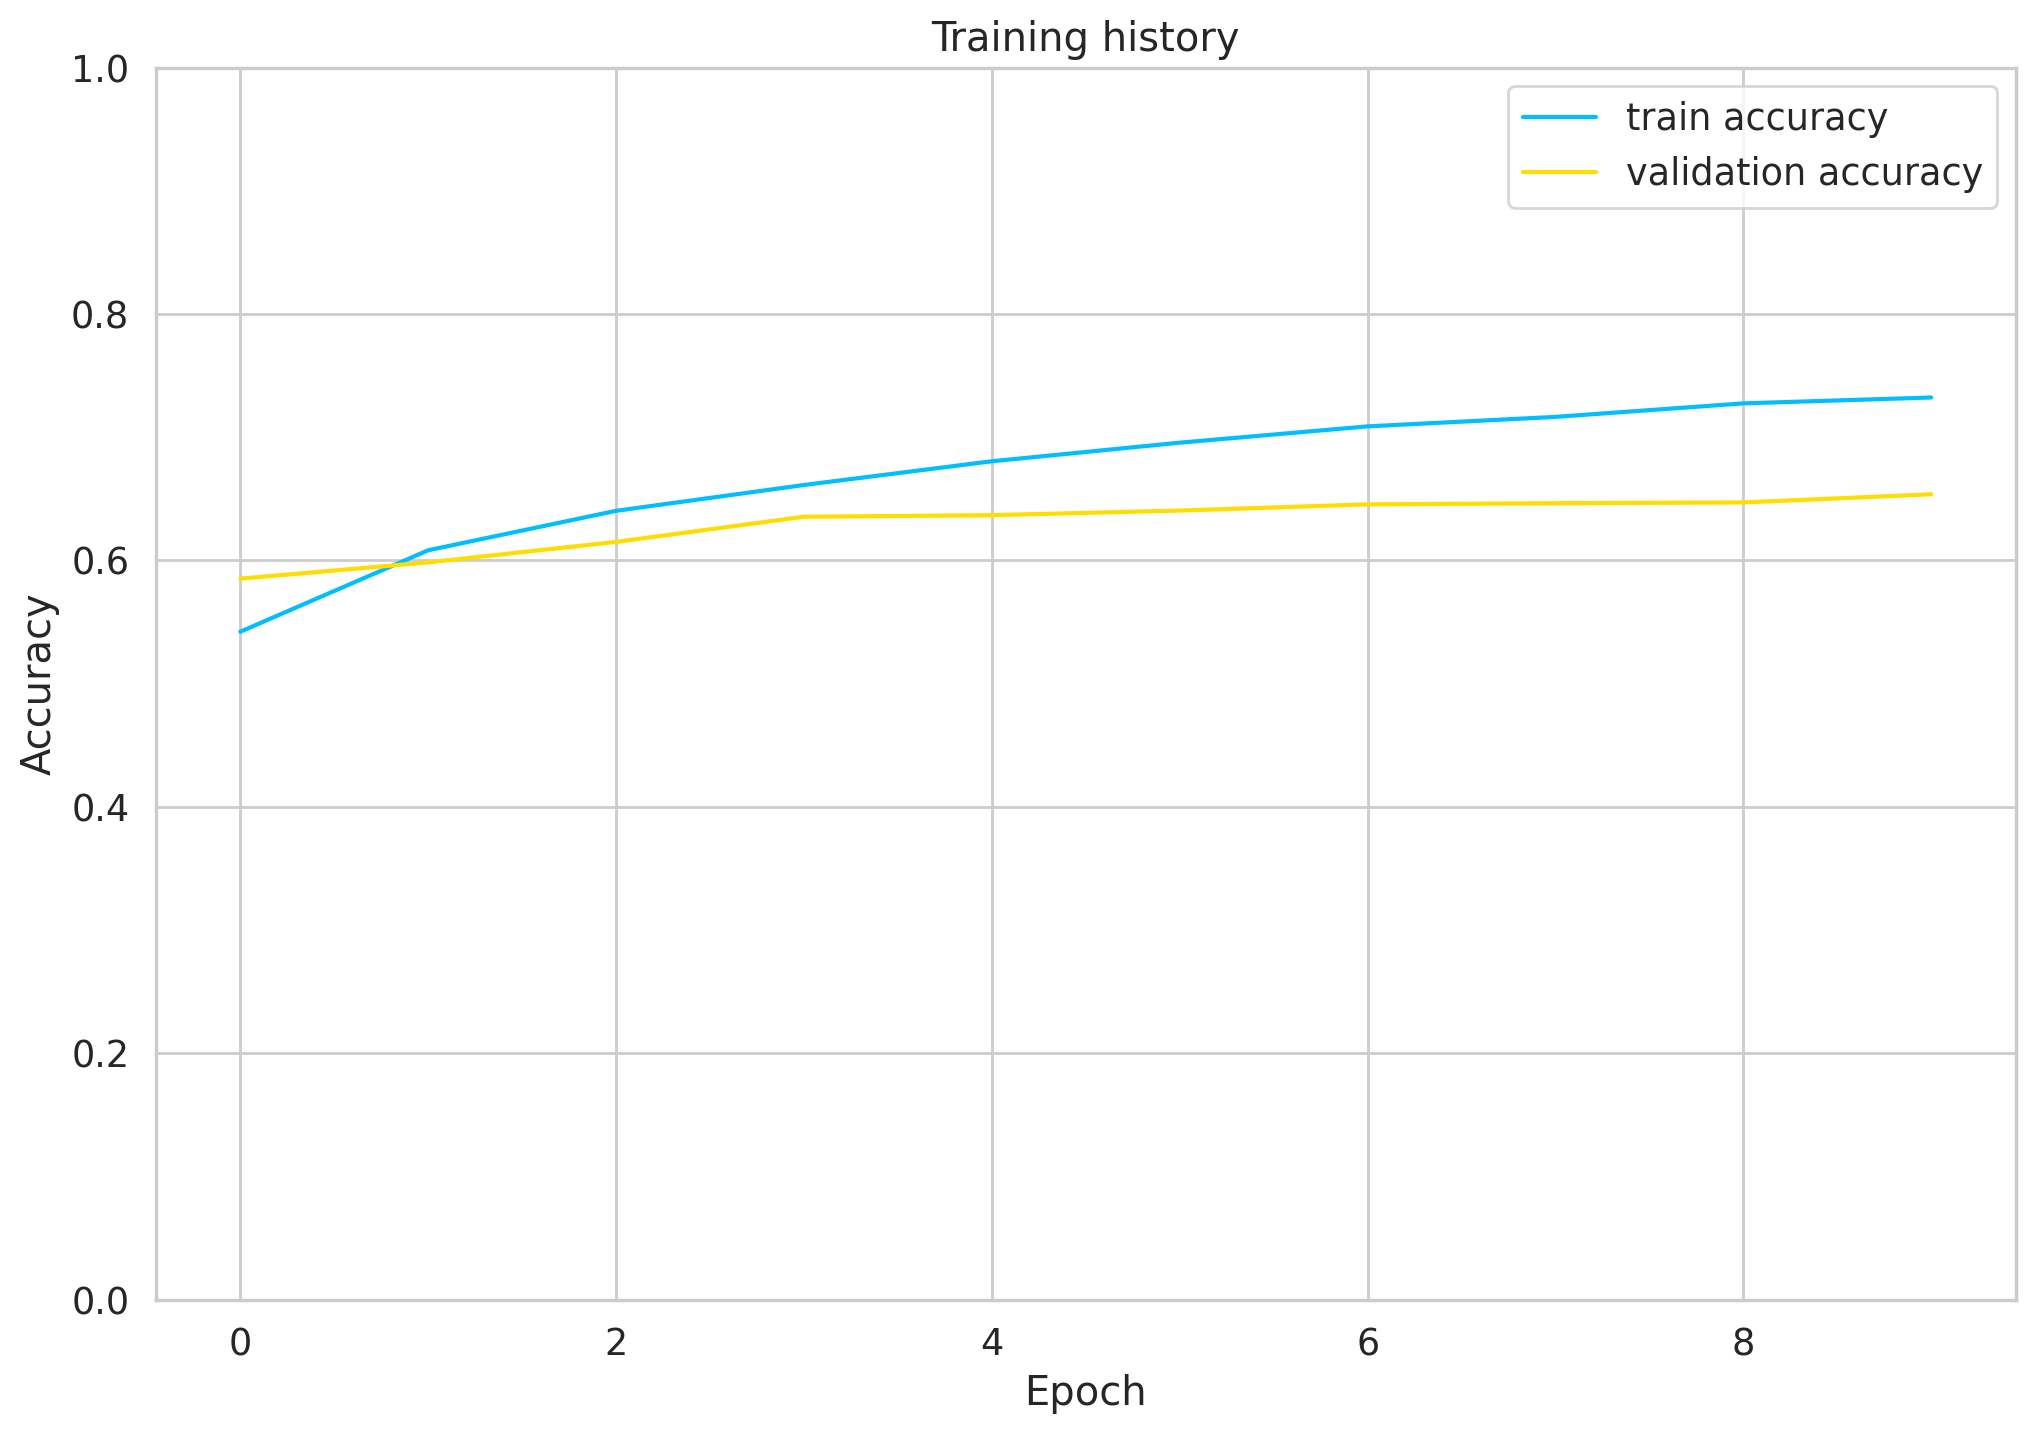 Training history
train accuracy
validation accuracy
1.0
0.8
0.6
0.4
0.2
0.0
Accuracy
0 2 4 6 8
Epoch